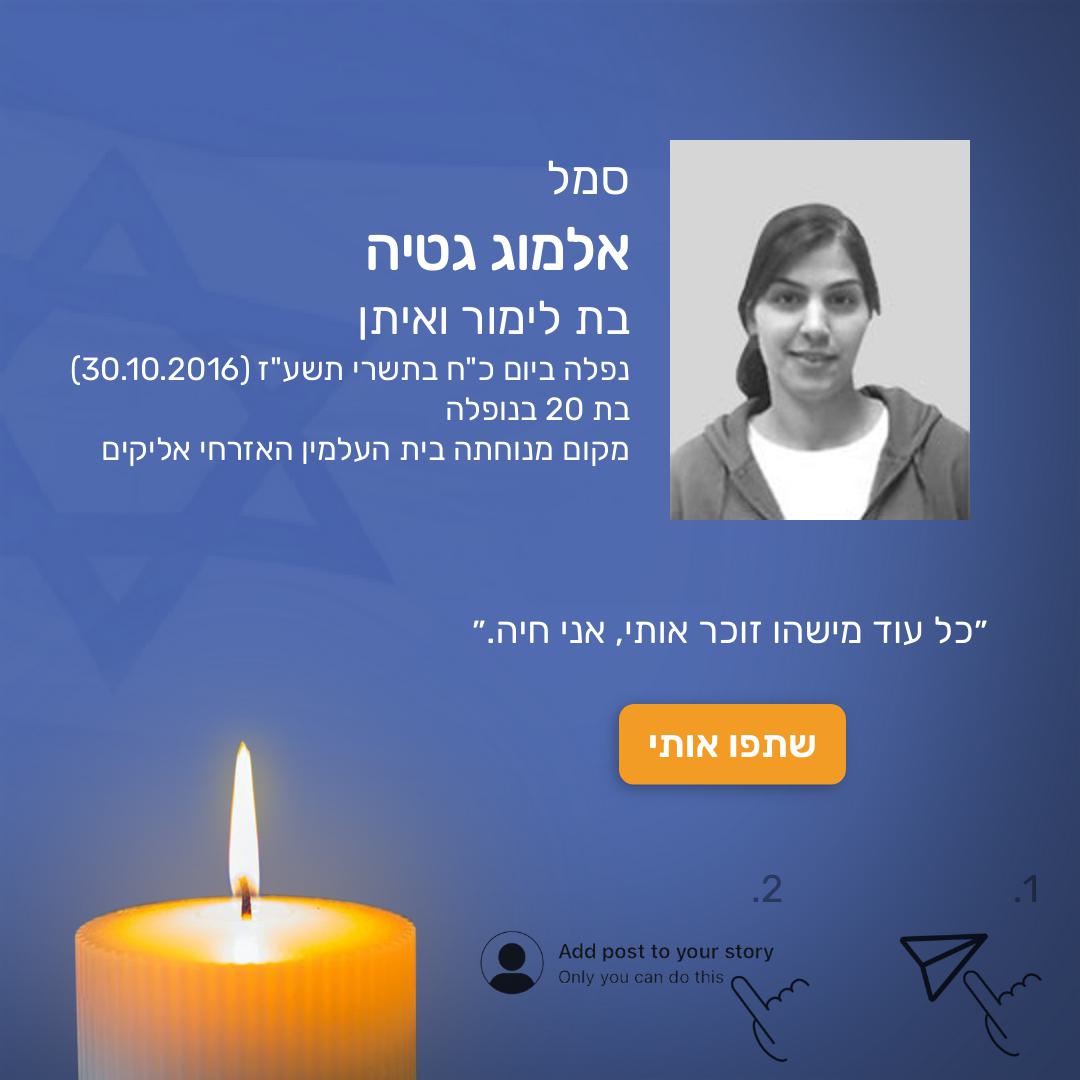 סמל
אלמוג גטיה
בת לימור ואיתן
נפלה ביום כ"ח בתשרי תשע"ז (30.10.2016)
בת 20 בנופלה
מקום מנוחתה בית העלמין האזרחי אליקים
״כל עוד מישהו זוכר אותי, אני חיה.״
שתפו אותי
1.
2.
Add post to your story
Only you can do this